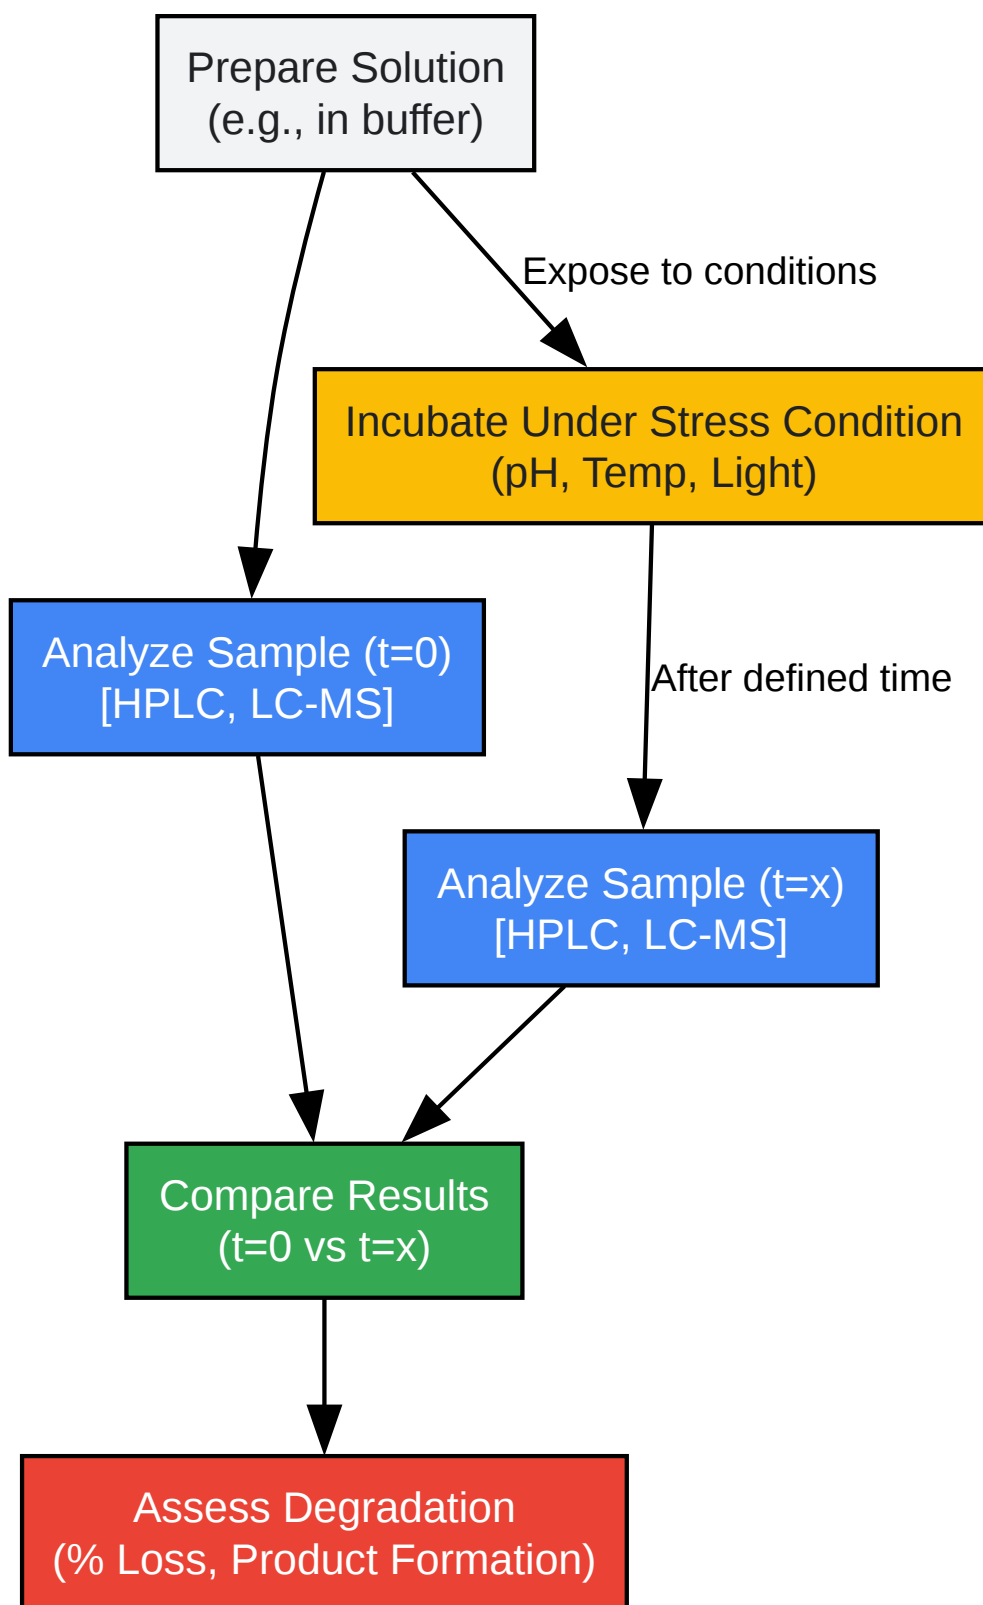 Prepare Solution
(e.g., in buffer)
Expose to conditions
Incubate Under Stress Condition
(pH, Temp, Light)
Analyze Sample (t=0)
[HPLC, LC-MS]
After defined time
Analyze Sample (t=x)
[HPLC, LC-MS]
Compare Results
(t=0 vs t=x)
Assess Degradation
(% Loss, Product Formation)